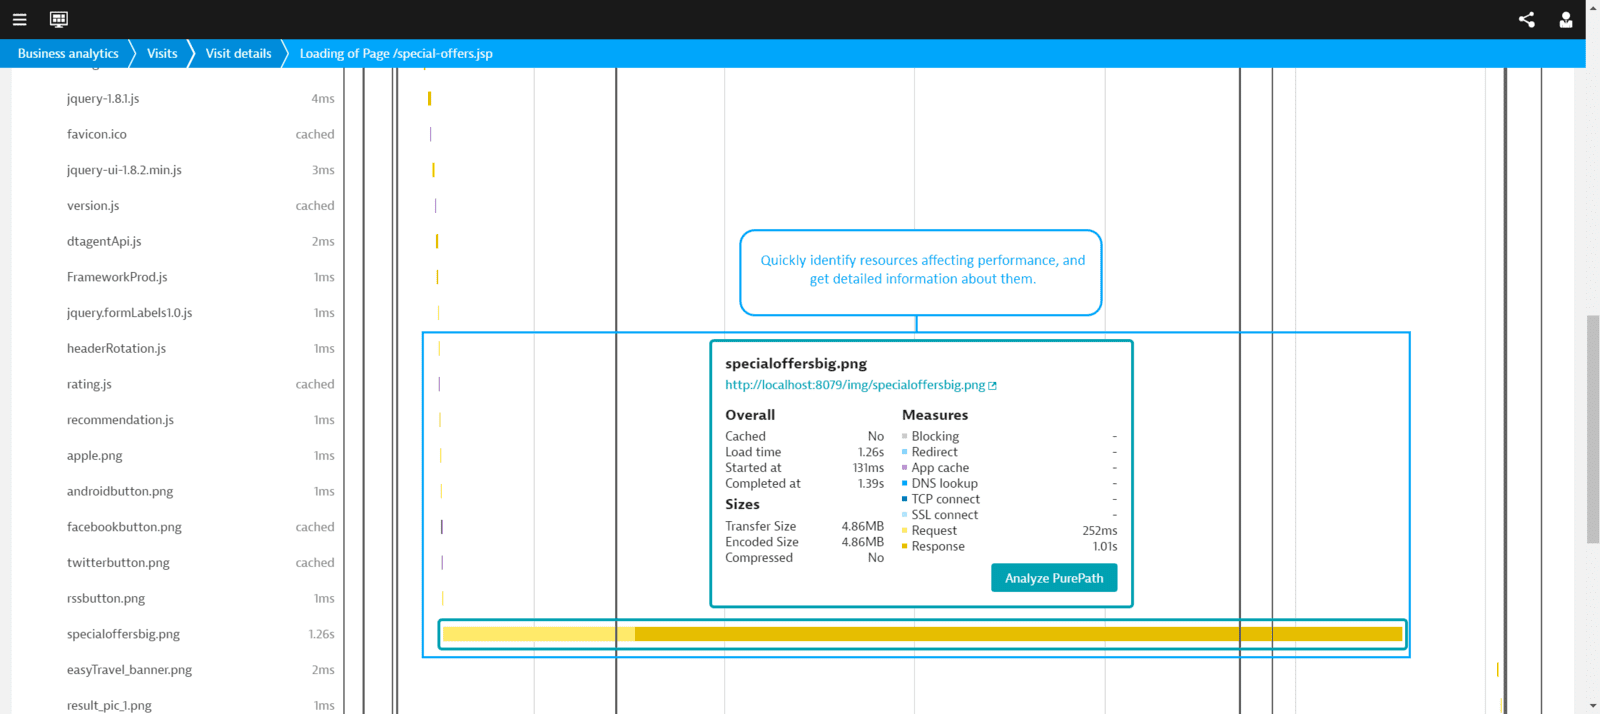 Business analytics
Visits
Visit details
Loading of Page /special-offers.jsp
jquery-1.8.1.js 4ms
favicon.ico cached
jquery-ui-1.8.2.min.js 3ms
version.js cached
dtagentApi.js 2ms
FrameworkProd.js 1ms
jquery.formLabels1.0.js 1ms
headerRotation.js 1ms
rating.js cached
recommendation.js 1ms
apple.png 1ms
androidbutton.png 1ms
facebookbutton.png cached
twitterbutton.png cached
rssbutton.png 1ms
specialoffersbig.png 1.26s
easyTravel_banner.png 2ms
result_pic_1.png 1ms
Quickly identify resources affecting performance, and
get detailed information about them.
specialoffersbig.png
http://localhost:8079/img/specialoffersbig.png
Overall
Cached No
Load time 1.26s
Started at 131ms
Completed at 1.39s
Sizes
Transfer Size 4.86MB
Encoded Size 4.86MB
Compressed No
Measures
Blocking -
Redirect -
App cache -
DNS lookup -
TCP connect -
SSL connect -
Request 252ms
Response 1.01s
Analyze PurePath